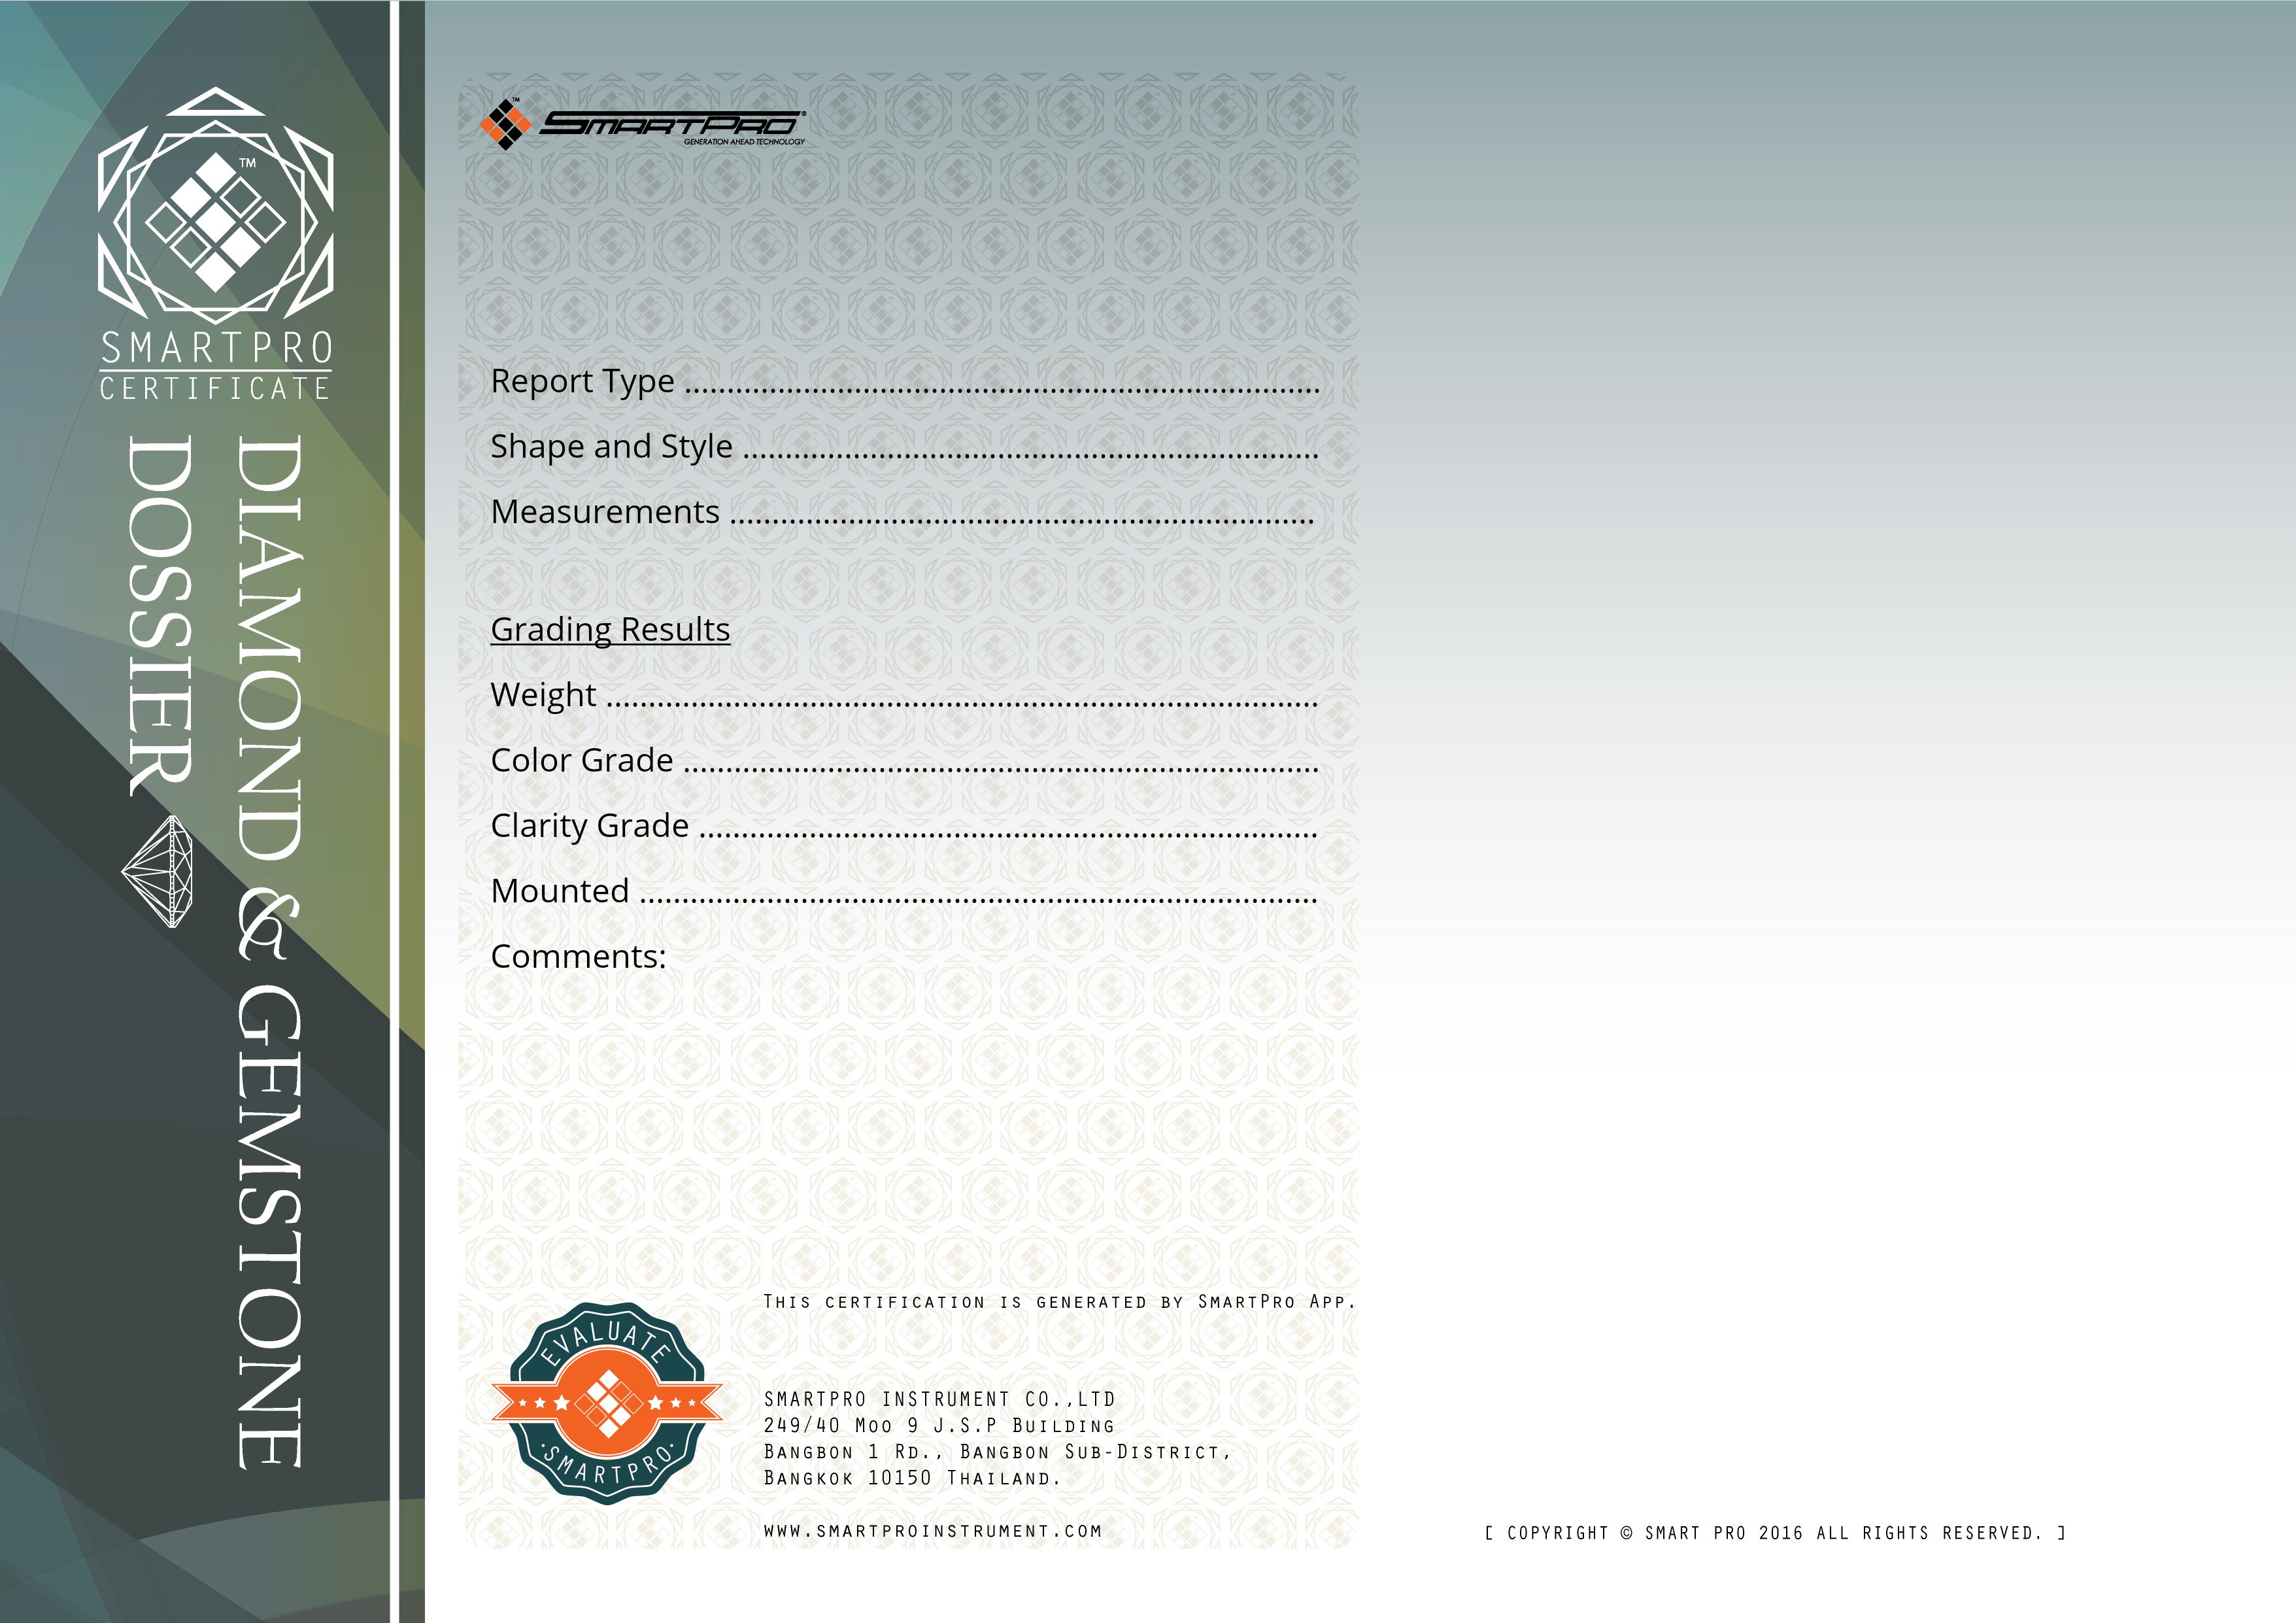 ™
SMARTPRO
CERTIFICATE
DIAMOND & GEMSTONE
DOSSIER
™
SMARTPRO®
GENERATION AHEAD TECHNOLOGY
Report Type ...........................................................................
Shape and Style ....................................................................
Measurements .....................................................................
Grading Results
Weight ....................................................................................
Color Grade ...........................................................................
Clarity Grade .........................................................................
Mounted ................................................................................
Comments:
This certification is generated by SmartPro App.
EVALUATE
·SMARTPRO·
SMARTPRO INSTRUMENT CO.,LTD
249/40 Moo 9 J.S.P Building
Bangbon 1 Rd., Bangbon Sub-District,
Bangkok 10150 Thailand.
www.smartproinstrument.com
[ COPYRIGHT © SMART PRO 2016 ALL RIGHTS RESERVED. ]